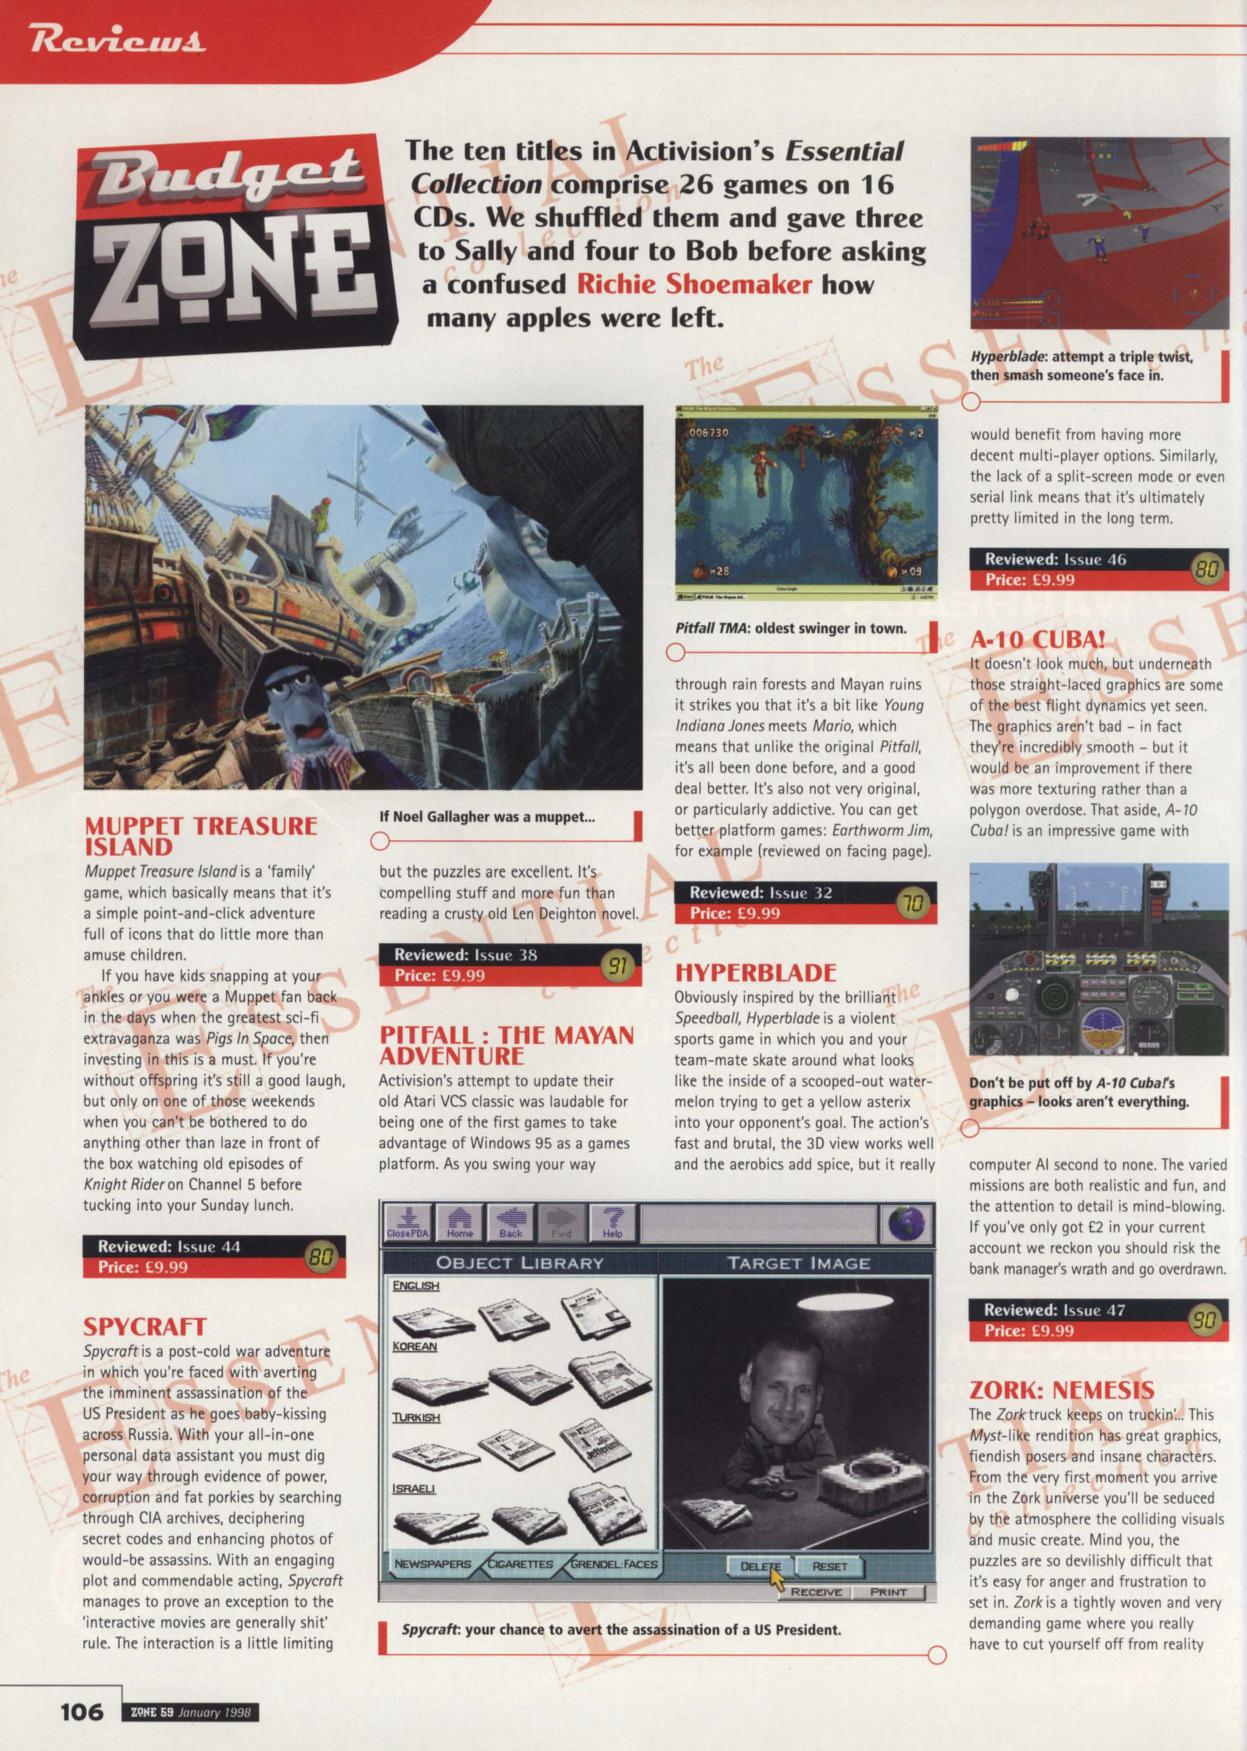 Reviews
Budget
ZONE
The ten titles in Activision's Essential
Collection comprise 26 games on 16
CDs. We shuffled them and gave three
to Sally and four to Bob before asking
a confused Richie Shoemaker how
many apples were left.
If Noel Gallagher was a muppet...
MUPPET TREASURE
ISLAND
Muppet Treasure Island is a 'family'
game, which basically means that it's
a simple point-and-click adventure
full of icons that do little more than
amuse children.
If you have kids snapping at your
ankles or you were a Muppet fan back
in the days when the greatest sci-fi
extravaganza was Pigs In Space, then
investing in this is a must. If you're
without offspring it's still a good laugh,
but only on one of those weekends
when you can't be bothered to do
anything other than laze in front of
the box watching old episodes of
Knight Rider on Channel 5 before
tucking into your Sunday lunch.
Reviewed: Issue 44
Price: £9.99
80
SPYCRAFT
Spycraft is a post-cold war adventure
in which you're faced with averting
the imminent assassination of the
US President as he goes baby-kissing
across Russia. With your all-in-one
personal data assistant you must dig
your way through evidence of power,
corruption and fat porkies by searching
through CIA archives, deciphering
secret codes and enhancing photos of
would-be assassins. With an engaging
plot and commendable acting, Spycraft
manages to prove an exception to the
'interactive movies are generally shit'
rule. The interaction is a little limiting
but the puzzles are excellent. It's
compelling stuff and more fun than
reading a crusty old Len Deighton novel.
Reviewed: Issue 38
Price: £9.99
91
PITFALL : THE MAYAN
ADVENTURE
Activision's attempt to update their
old Atari VCS classic was laudable for
being one of the first games to take
advantage of Windows 95 as a games
platform. As you swing your way
006730
×2
×28
×09
Pitfall TMA: oldest swinger in town.
through rain forests and Mayan ruins
it strikes you that it's a bit like Young
Indiana Jones meets Mario, which
means that unlike the original Pitfall,
it's all been done before, and a good
deal better. It's also not very original,
or particularly addictive. You can get
better platform games: Earthworm Jim,
for example (reviewed on facing page).
Reviewed: Issue 32
Price: £9.99
70
HYPERBLADE
Obviously inspired by the brilliant
Speedball, Hyperblade is a violent
sports game in which you and your
team-mate skate around what looks
like the inside of a scooped-out water-
melon trying to get a yellow asterix
into your opponent's goal. The action's
fast and brutal, the 3D view works well
and the aerobics add spice, but it really
Hyperblade: attempt a triple twist,
then smash someone's face in.
would benefit from having more
decent multi-player options. Similarly,
the lack of a split-screen mode or even
serial link means that it's ultimately
pretty limited in the long term.
Reviewed: Issue 46
Price: £9.99
80
A-10 CUBA!
It doesn't look much, but underneath
those straight-laced graphics are some
of the best flight dynamics yet seen.
The graphics aren't bad – in fact
they're incredibly smooth – but it
would be an improvement if there
was more texturing rather than a
polygon overdose. That aside, A-10
Cuba! is an impressive game with
Don't be put off by A-10 Cuba!'s
graphics – looks aren't everything.
computer AI second to none. The varied
missions are both realistic and fun, and
the attention to detail is mind-blowing.
If you've only got £2 in your current
account we reckon you should risk the
bank manager's wrath and go overdrawn.
Reviewed: Issue 47
Price: £9.99
90
ZORK: NEMESIS
The Zork truck keeps on truckin'... This
Myst-like rendition has great graphics,
fiendish posers and insane characters.
From the very first moment you arrive
in the Zork universe you'll be seduced
by the atmosphere the colliding visuals
and music create. Mind you, the
puzzles are so devilishly difficult that
it's easy for anger and frustration to
set in. Zork is a tightly woven and very
demanding game where you really
have to cut yourself off from reality
ClosePDA Home Back Fwd Help
OBJECT LIBRARY
TARGET IMAGE
ENGLISH
KOREAN
TURKISH
ISRAELI
NEWSPAPERS CIGARETTES GRENDEL:FACES
DELETE RESET
RECEIVE PRINT
Spycraft: your chance to avert the assassination of a US President.
106
ZONE 59 January 1998
The ESSENTIAL collection